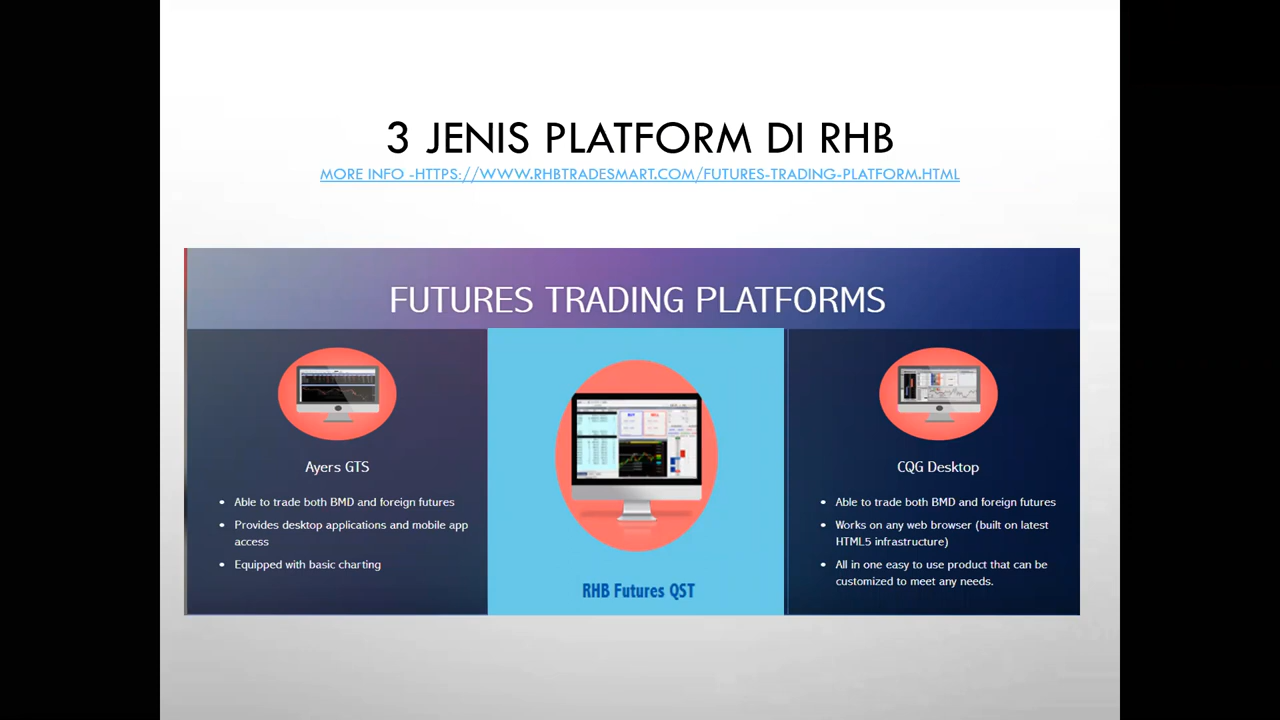 3 JENIS PLATFORM DI RHB
MORE INFO -HTTPS://WWW.RHBTRADESMART.COM/FUTURES-TRADING-PLATFORM.HTML
FUTURES TRADING PLATFORMS
Ayers GTS
• Able to trade both BMD and foreign futures
• Provides desktop applications and mobile app
access
• Equipped with basic charting
RHB Futures QST
CQG Desktop
• Able to trade both BMD and foreign futures
• Works on any web browser (built on latest
HTML5 infrastructure)
• All in one easy to use product that can be
customized to meet any needs.